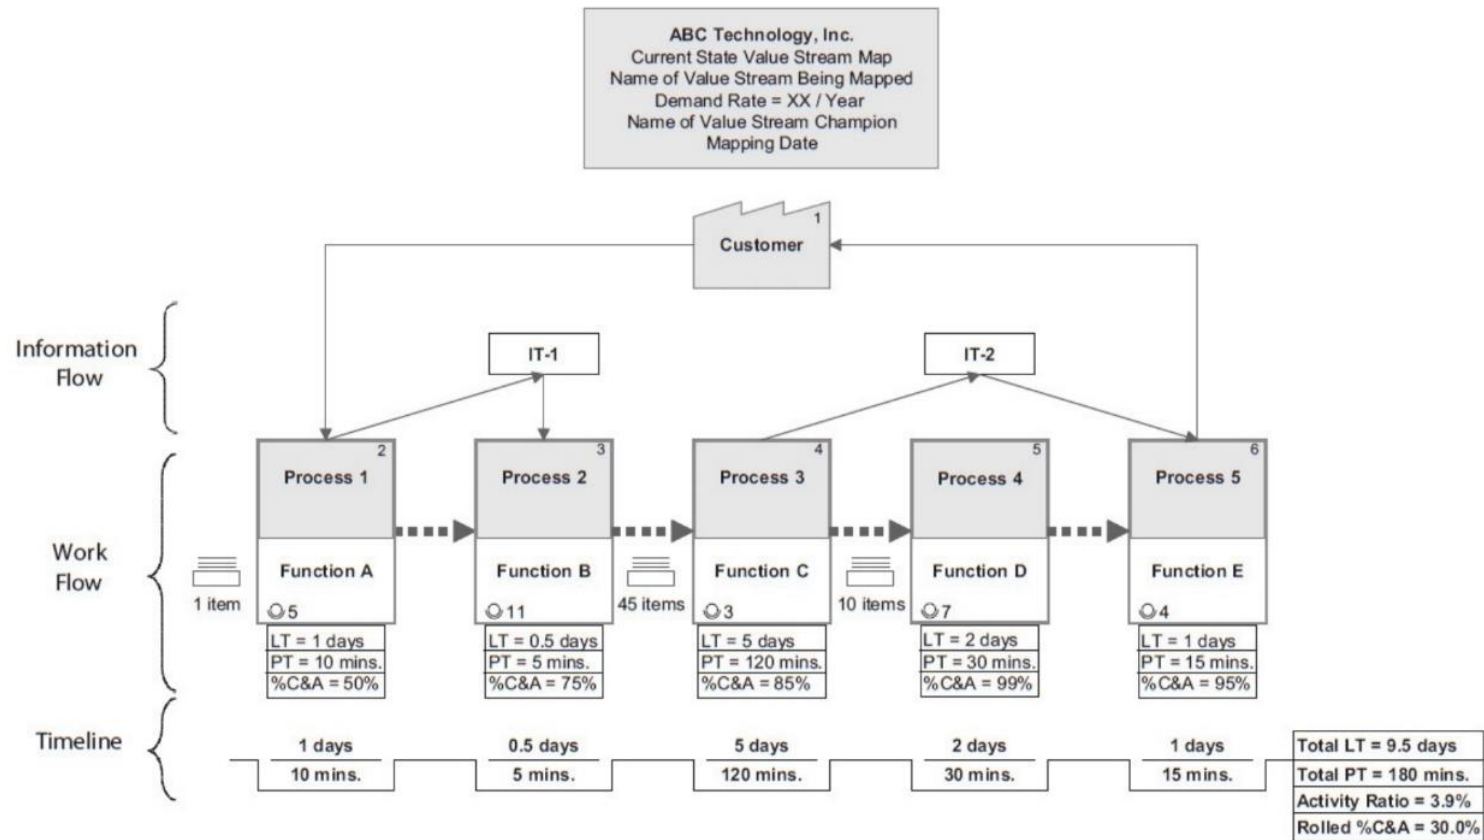 ABC Technology, Inc.
Current State Value Stream Map
Name of Value Stream Being Mapped
Demand Rate = XX / Year
Name of Value Stream Champion
Mapping Date
1
Customer
Information
Flow
IT-1
IT-2
2
Process 1
3
Process 2
4
Process 3
5
Process 4
6
Process 5
Work
Flow
1 item
Function A
5
Function B
11
45 items
Function C
3
10 items
Function D
7
Function E
4
LT = 1 days
PT = 10 mins.
%C&A = 50%
LT = 0.5 days
PT = 5 mins.
%C&A = 75%
LT = 5 days
PT = 120 mins.
%C&A = 85%
LT = 2 days
PT = 30 mins.
%C&A = 99%
LT = 1 days
PT = 15 mins.
%C&A = 95%
Timeline
1 days
10 mins.
0.5 days
5 mins.
5 days
120 mins.
2 days
30 mins.
1 days
15 mins.
Total LT = 9.5 days
Total PT = 180 mins.
Activity Ratio = 3.9%
Rolled %C&A = 30.0%